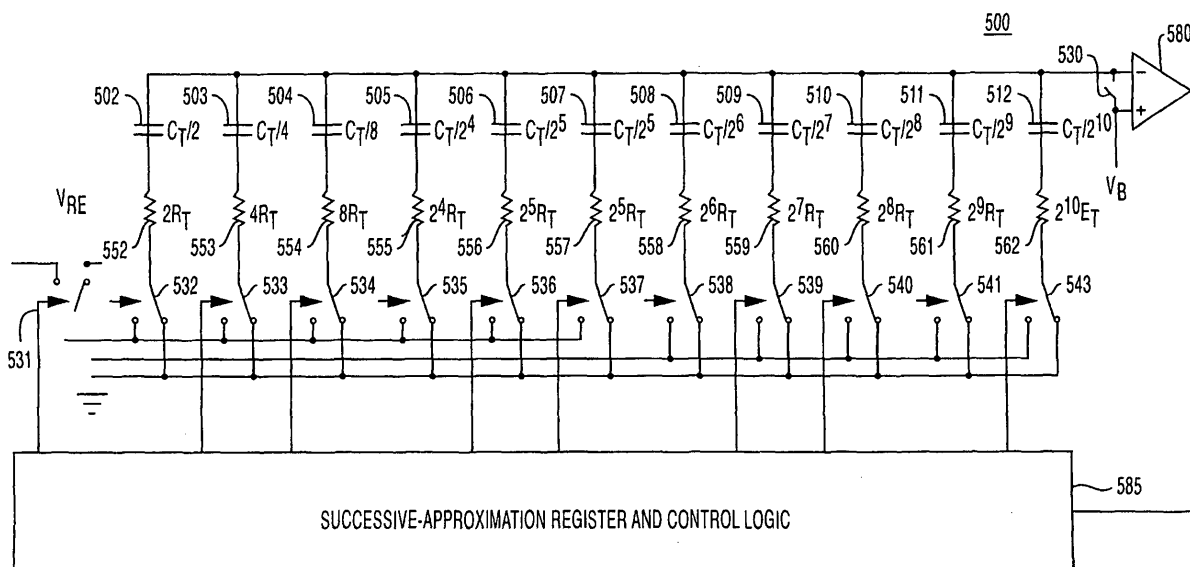 500
580
530
502 503 504 505 506 507 508 509 510 511 512
C_T/2 C_T/4 C_T/8 C_T/2^4 C_T/2^5 C_T/2^5 C_T/2^6 C_T/2^7 C_T/2^8 C_T/2^9 C_T/2^10
−
+
V_RE
V_B
2R_T 4R_T 8R_T 2^4R_T 2^5R_T 2^5R_T 2^6R_T 2^7R_T 2^8R_T 2^9R_T 2^10E_T
552 553 554 555 556 557 558 559 560 561 562
532 533 534 535 536 537 538 539 540 541 543
531
585
SUCCESSIVE-APPROXIMATION REGISTER AND CONTROL LOGIC